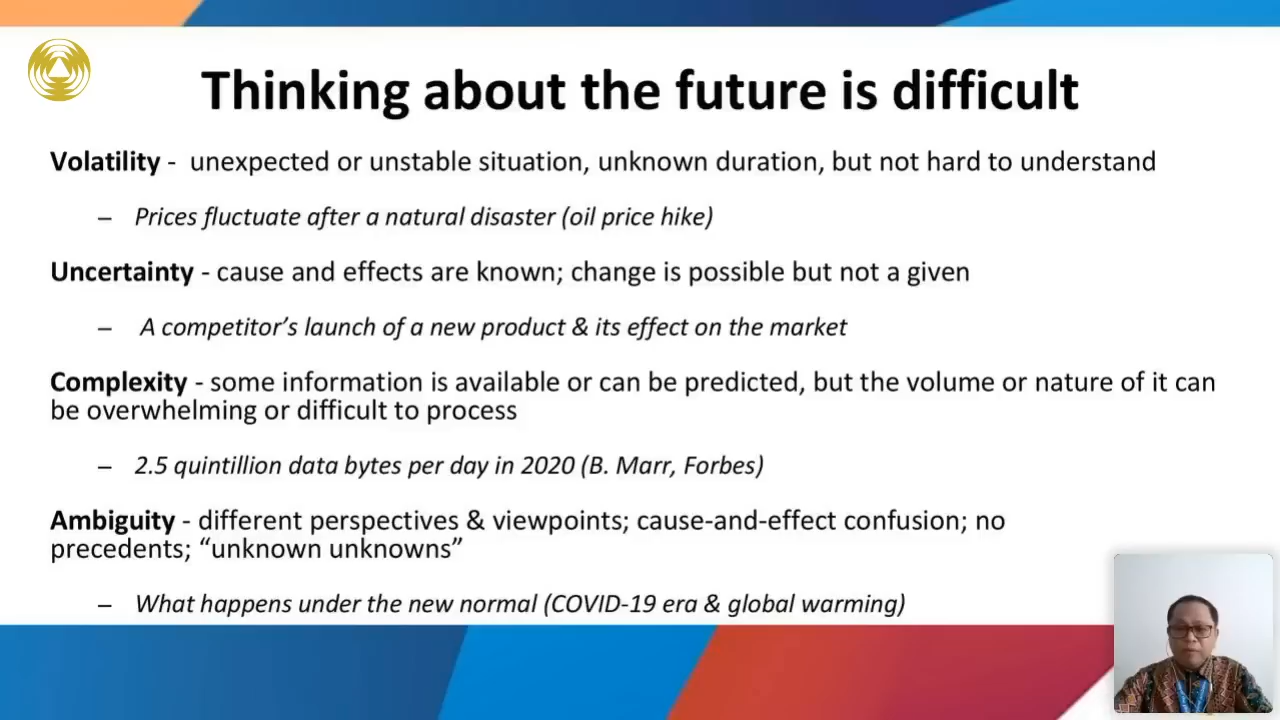 Thinking about the future is difficult
Volatility - unexpected or unstable situation, unknown duration, but not hard to understand
– Prices fluctuate after a natural disaster (oil price hike)
Uncertainty - cause and effects are known; change is possible but not a given
– A competitor’s launch of a new product & its effect on the market
Complexity - some information is available or can be predicted, but the volume or nature of it can
be overwhelming or difficult to process
– 2.5 quintillion data bytes per day in 2020 (B. Marr, Forbes)
Ambiguity - different perspectives & viewpoints; cause-and-effect confusion; no
precedents; “unknown unknowns”
– What happens under the new normal (COVID-19 era & global warming)